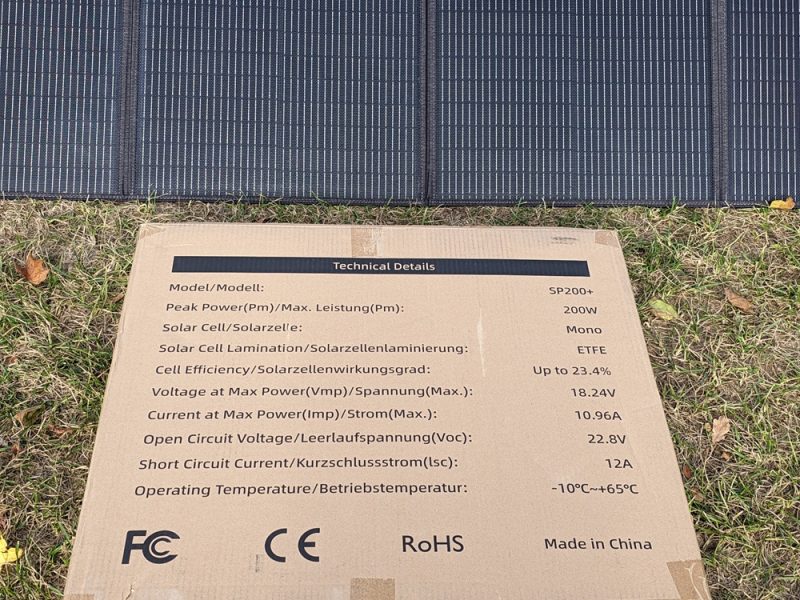 Technical Details
Model/Modell: SP200+
Peak Power(Pm)/Max. Leistung(Pm): 200W
Solar Cell/Solarzelle: Mono
Solar Cell Lamination/Solarzellenlaminierung: ETFE
Cell Efficiency/Solarzellenwirkungsgrad: Up to 23.4%
Voltage at Max Power(Vmp)/Spannung(Max.): 18.24V
Current at Max Power(Imp)/Strom(Max.): 10.96A
Open Circuit Voltage/Leerlaufspannung(Voc): 22.8V
Short Circuit Current/Kurzschlussstrom(lsc): 12A
Operating Temperature/Betriebstemperatur: -10°C~+65°C
FC CE RoHS Made in China